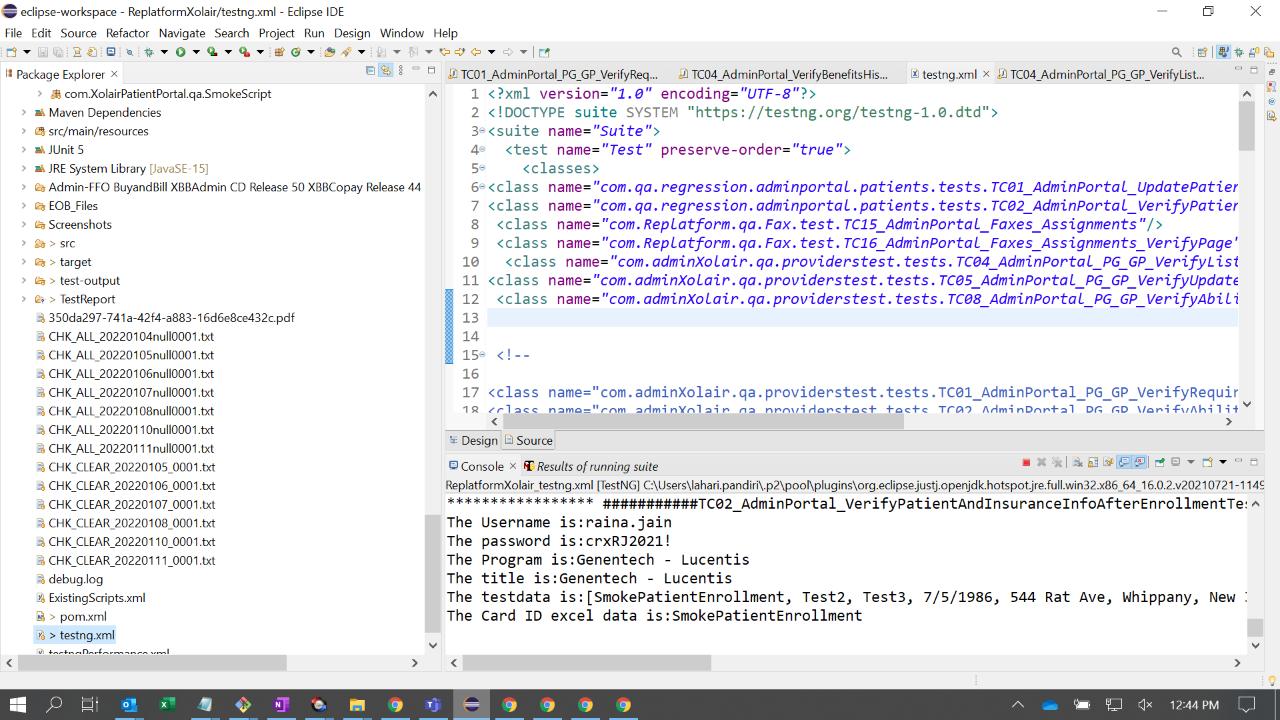 eclipse-workspace - ReplatformXolair/testng.xml - Eclipse IDE
File Edit Source Refactor Navigate Search Project Run Design Window Help
Package Explorer
com.XolairPatientPortal.qa.SmokeScript
Maven Dependencies
src/main/resources
JUnit 5
JRE System Library [JavaSE-15]
Admin-FFO BuyandBill XBBAdmin CD Release 50 XBBCopay Release 44
EOB_Files
Screenshots
> src
> target
> test-output
> TestReport
350da297-741a-42f4-a883-16d6e8ce432c.pdf
CHK_ALL_20220104null0001.txt
CHK_ALL_20220105null0001.txt
CHK_ALL_20220106null0001.txt
CHK_ALL_20220107null0001.txt
CHK_ALL_20220108null0001.txt
CHK_ALL_20220110null0001.txt
CHK_ALL_20220111null0001.txt
CHK_CLEAR_20220105_0001.txt
CHK_CLEAR_20220106_0001.txt
CHK_CLEAR_20220107_0001.txt
CHK_CLEAR_20220108_0001.txt
CHK_CLEAR_20220110_0001.txt
CHK_CLEAR_20220111_0001.txt
debug.log
ExistingScripts.xml
> pom.xml
> testng.xml
testngPerformance.xml
TC01_AdminPortal_PG_GP_VerifyReq... TC04_AdminPortal_VerifyBenefitsHis... testng.xml TC04_AdminPortal_PG_GP_VerifyList...
1 <?xml version="1.0" encoding="UTF-8"?>
2 <!DOCTYPE suite SYSTEM "https://testng.org/testng-1.0.dtd">
3 <suite name="Suite">
4 <test name="Test" preserve-order="true">
5 <classes>
6 <class name="com.qa.regression.adminportal.patients.tests.TC01_AdminPortal_UpdatePatien
7 <class name="com.qa.regression.adminportal.patients.tests.TC02_AdminPortal_VerifyPatien
8 <class name="com.Replatform.qa.Fax.test.TC15_AdminPortal_Faxes_Assignments"/>
9 <class name="com.Replatform.qa.Fax.test.TC16_AdminPortal_Faxes_Assignments_VerifyPage"
10 <class name="com.adminXolair.qa.providerstest.tests.TC04_AdminPortal_PG_GP_VerifyList
11 <class name="com.adminXolair.qa.providerstest.tests.TC05_AdminPortal_PG_GP_VerifyUpdate
12 <class name="com.adminXolair.qa.providerstest.tests.TC08_AdminPortal_PG_GP_VerifyAbili
13
14
15 <!--
16
17 <class name="com.adminXolair.qa.providerstest.tests.TC01_AdminPortal_PG_GP_VerifyRequir
18 <class name="com.adminXolair.qa.providerstest.tests.TC02_AdminPortal_PG_GP_VerifyAbilit
Design Source
Console Results of running suite
ReplatformXolair_testng.xml [TestNG] C:\Users\lahari.pandiri\.p2\pool\plugins\org.eclipse.justj.openjdk.hotspot.jre.full.win32.x86_64_16.0.2.v20210721-1149
***************** ###########TC02_AdminPortal_VerifyPatientAndInsuranceInfoAfterEnrollmentTes
The Username is:raina.jain
The password is:crxRJ2021!
The Program is:Genentech - Lucentis
The title is:Genentech - Lucentis
The testdata is:[SmokePatientEnrollment, Test2, Test3, 7/5/1986, 544 Rat Ave, Whippany, New
The Card ID excel data is:SmokePatientEnrollment
12:44 PM